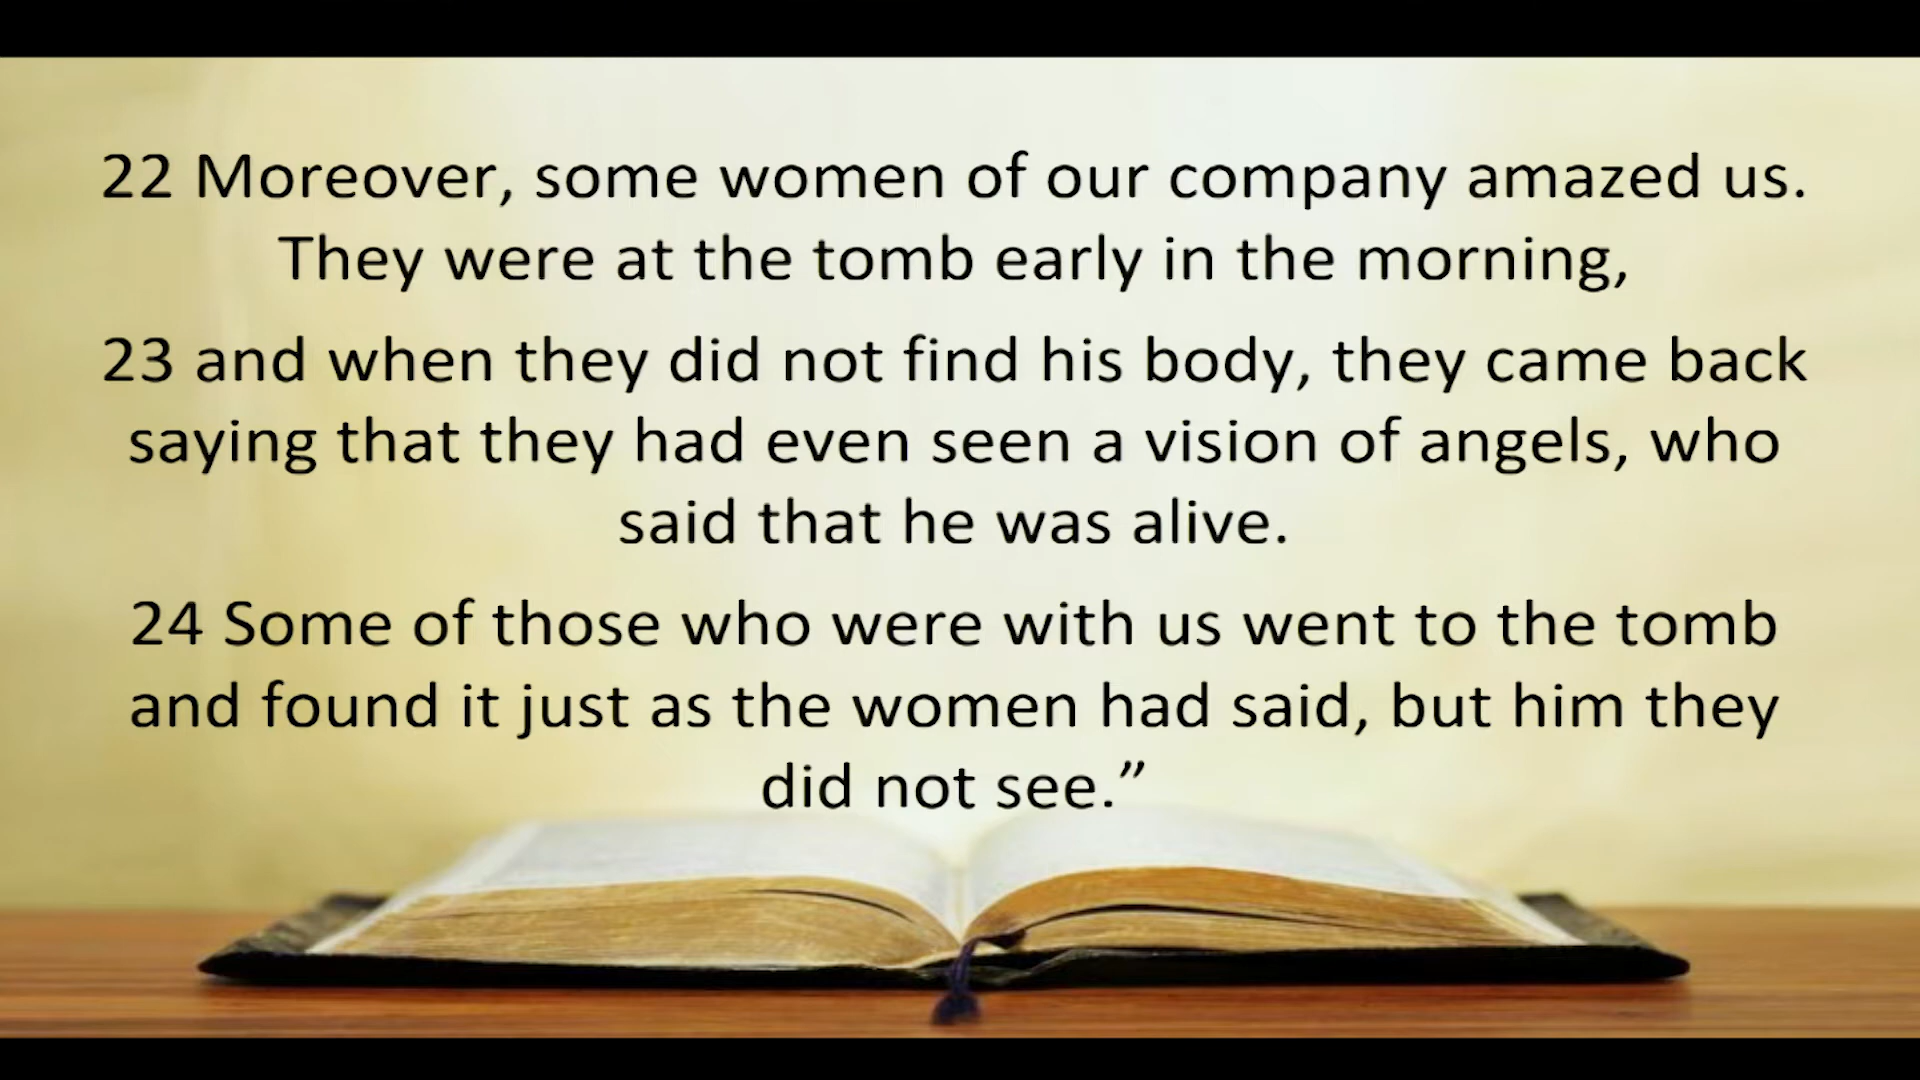 22 Moreover, some women of our company amazed us.
They were at the tomb early in the morning,
23 and when they did not find his body, they came back
saying that they had even seen a vision of angels, who
said that he was alive.
24 Some of those who were with us went to the tomb
and found it just as the women had said, but him they
did not see.”